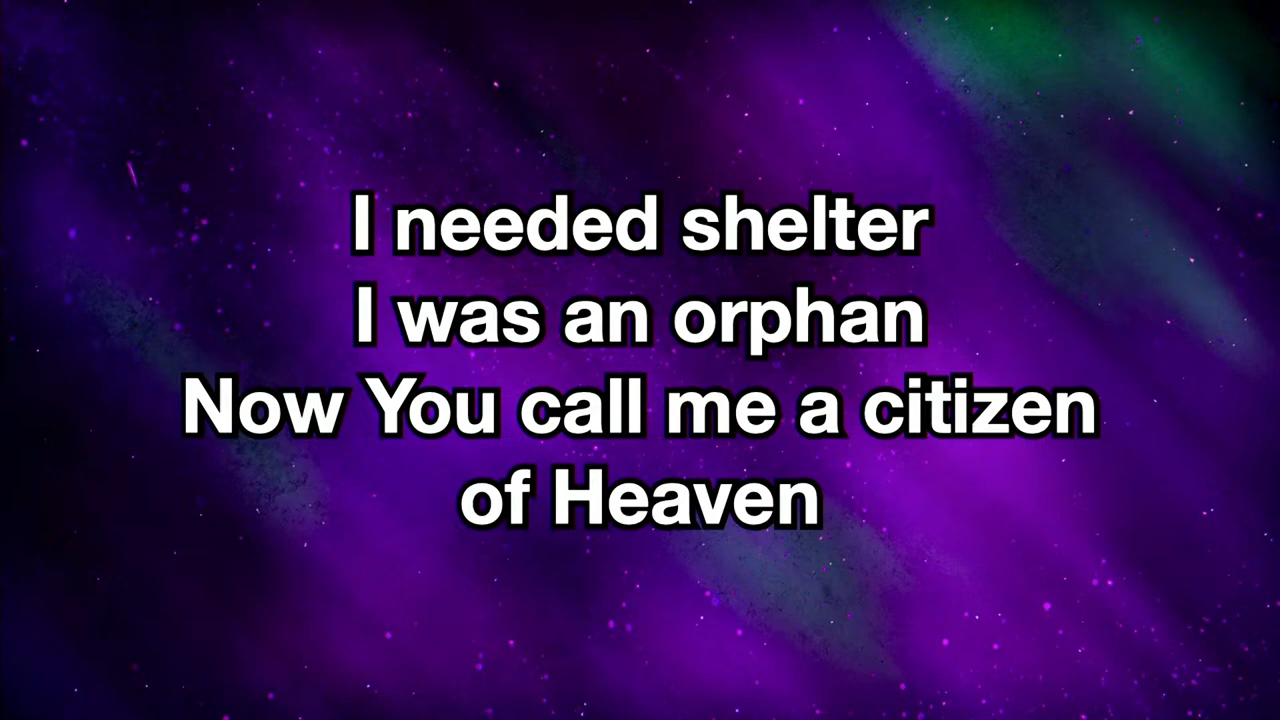 I needed shelter
I was an orphan
Now You call me a citizen
of Heaven